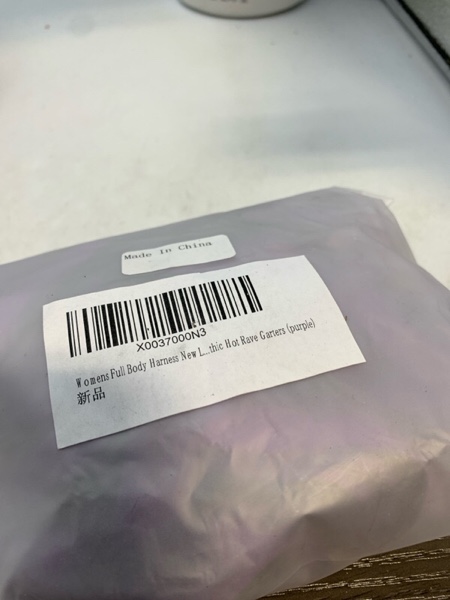 Made In China
X0037000N3
Womens Full Body Harness New L...thic Hot Rave Garters (purple)
新品